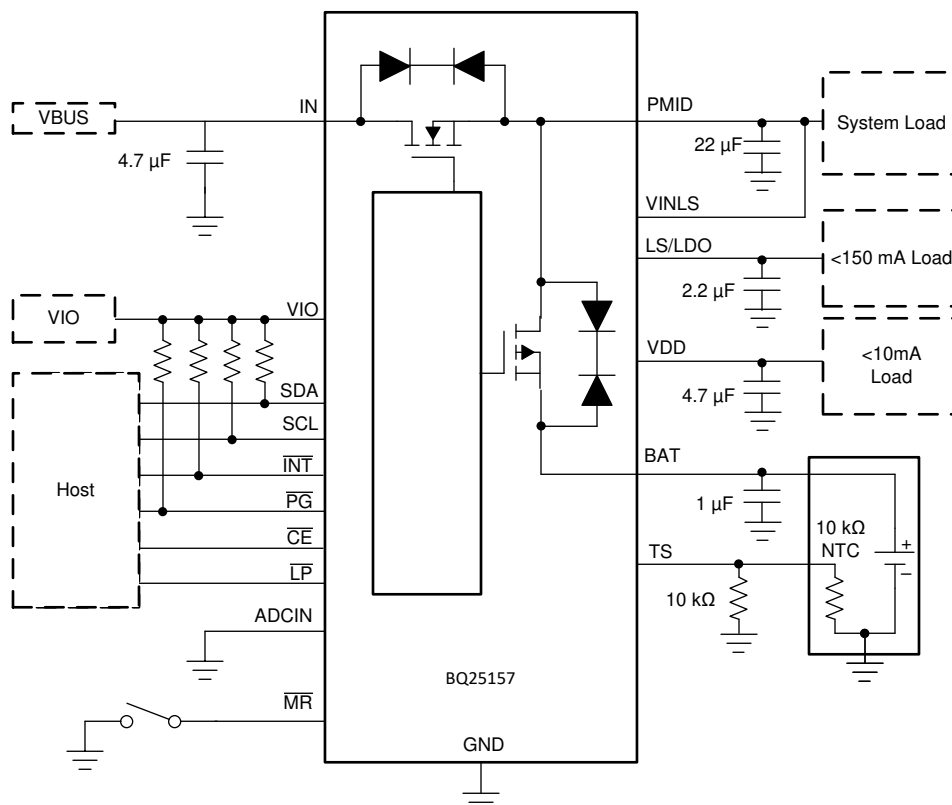 IN
PMID
VBUS
System Load
4.7 µF
22 µF
VINLS
LS/LDO
<150 mA Load
2.2 µF
VIO
VIO
VDD
<10mA
Load
4.7 µF
SDA
SCL
INT
PG
CE
LP
Host
BAT
1 µF
10 kΩ
NTC
+
−
TS
10 kΩ
ADCIN
BQ25157
MR
GND